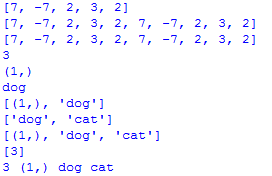 [7, -7, 2, 3, 2]
[7, -7, 2, 3, 2, 7, -7, 2, 3, 2]
[7, -7, 2, 3, 2, 7, -7, 2, 3, 2]
3
(1,)
dog
[(1,), 'dog']
['dog', 'cat']
[(1,), 'dog', 'cat']
[3]
3 (1,) dog cat